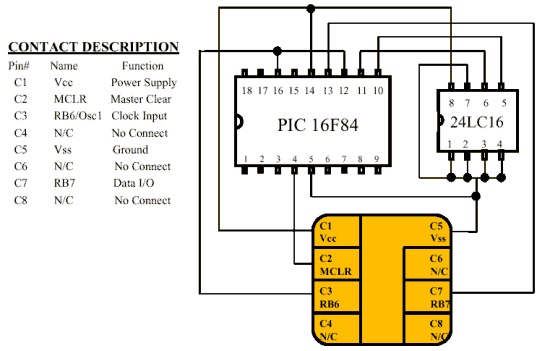 CONTACT DESCRIPTION
Pin# Name Function
C1 Vcc Power Supply
C2 MCLR Master Clear
C3 RB6/Osc1 Clock Input
C4 N/C No Connect
C5 Vss Ground
C6 N/C No Connect
C7 RB7 Data I/O
C8 N/C No Connect
18 17 16 15 14 13 12 11 10
PIC 16F84
1 2 3 4 5 6 7 8 9
8 7 6 5
24LC16
1 2 3 4
C1
Vcc
C2
MCLR
C3
RB6
C4
N/C
C5
Vss
C6
N/C
C7
RB7
C8
N/C